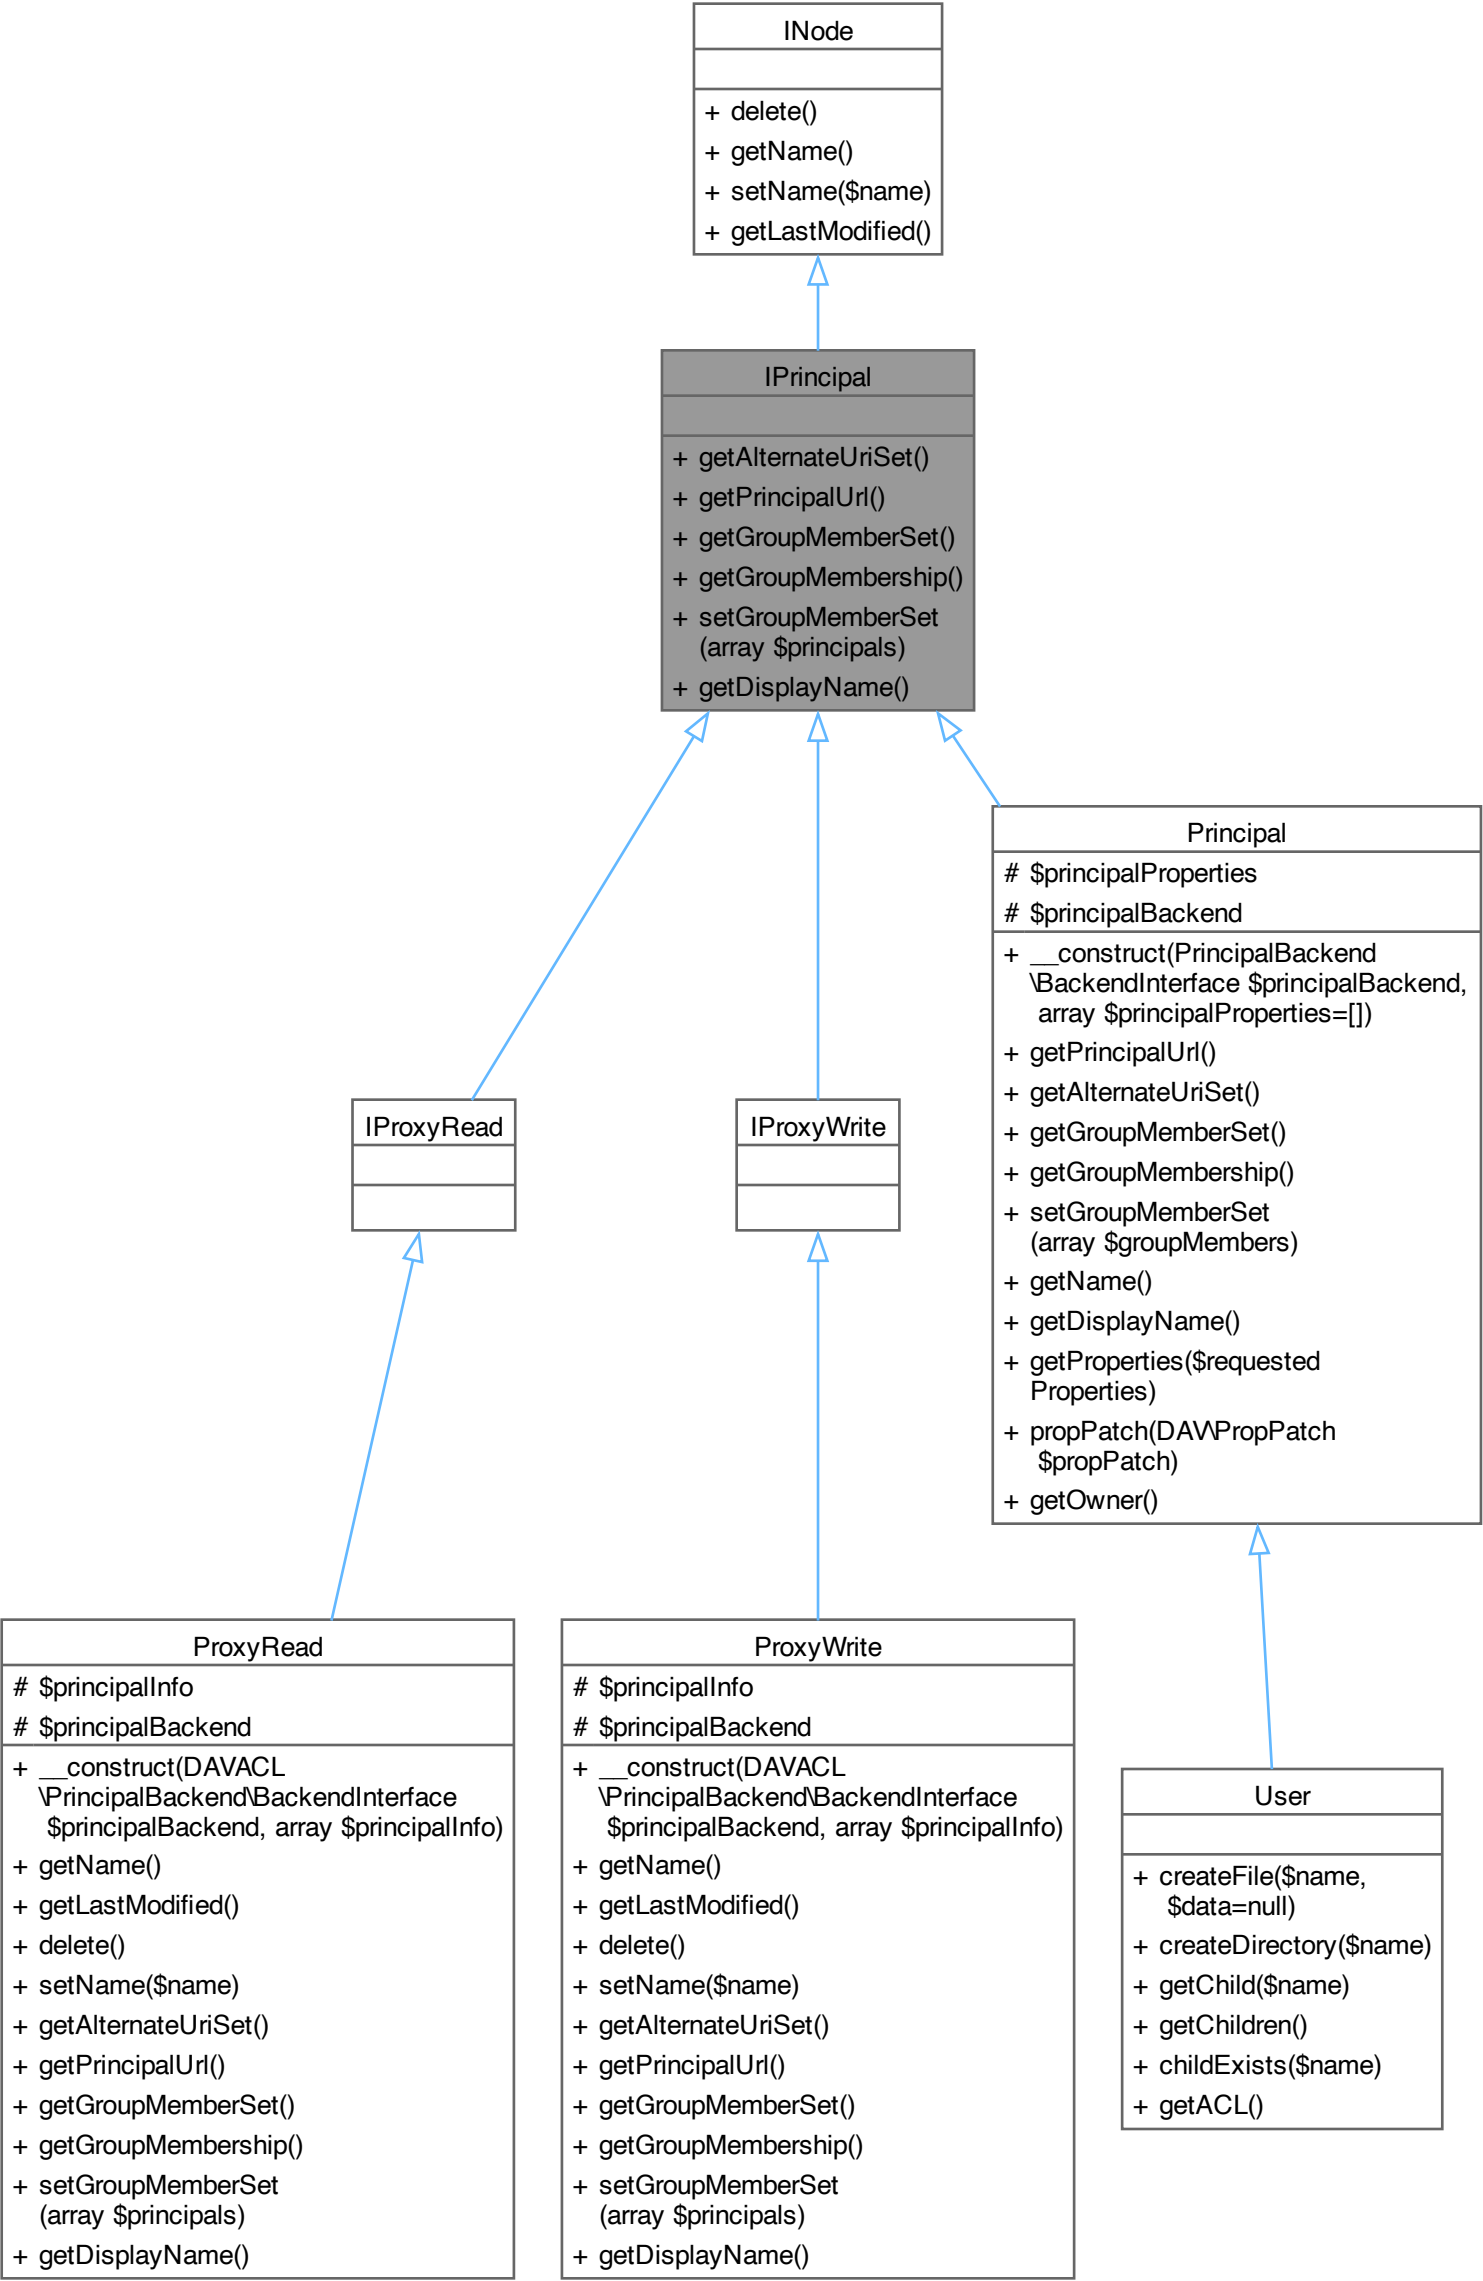 INode
+ delete()
+ getName()
+ setName($name)
+ getLastModified()
IPrincipal
+ getAlternateUriSet()
+ getPrincipalUrl()
+ getGroupMemberSet()
+ getGroupMembership()
+ setGroupMemberSet
(array $principals)
+ getDisplayName()
Principal
# $principalProperties
# $principalBackend
+ __construct(PrincipalBackend
\BackendInterface $principalBackend,
array $principalProperties=[])
+ getPrincipalUrl()
+ getAlternateUriSet()
+ getGroupMemberSet()
+ getGroupMembership()
+ setGroupMemberSet
(array $groupMembers)
+ getName()
+ getDisplayName()
+ getProperties($requested
Properties)
+ propPatch(DAV\PropPatch
$propPatch)
+ getOwner()
IProxyRead
IProxyWrite
ProxyRead
# $principalInfo
# $principalBackend
+ __construct(DAVACL
\PrincipalBackend\BackendInterface
$principalBackend, array $principalInfo)
+ getName()
+ getLastModified()
+ delete()
+ setName($name)
+ getAlternateUriSet()
+ getPrincipalUrl()
+ getGroupMemberSet()
+ getGroupMembership()
+ setGroupMemberSet
(array $principals)
+ getDisplayName()
ProxyWrite
# $principalInfo
# $principalBackend
+ __construct(DAVACL
\PrincipalBackend\BackendInterface
$principalBackend, array $principalInfo)
+ getName()
+ getLastModified()
+ delete()
+ setName($name)
+ getAlternateUriSet()
+ getPrincipalUrl()
+ getGroupMemberSet()
+ getGroupMembership()
+ setGroupMemberSet
(array $principals)
+ getDisplayName()
User
+ createFile($name,
$data=null)
+ createDirectory($name)
+ getChild($name)
+ getChildren()
+ childExists($name)
+ getACL()